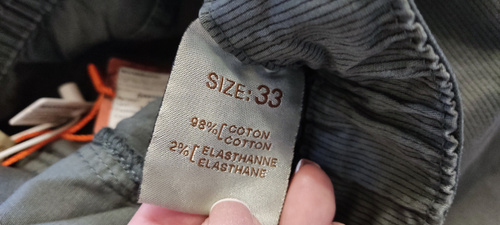 SIZE: 33
98% [ COTON
COTTON
2% [ ELASTHANNE
ELASTHANE